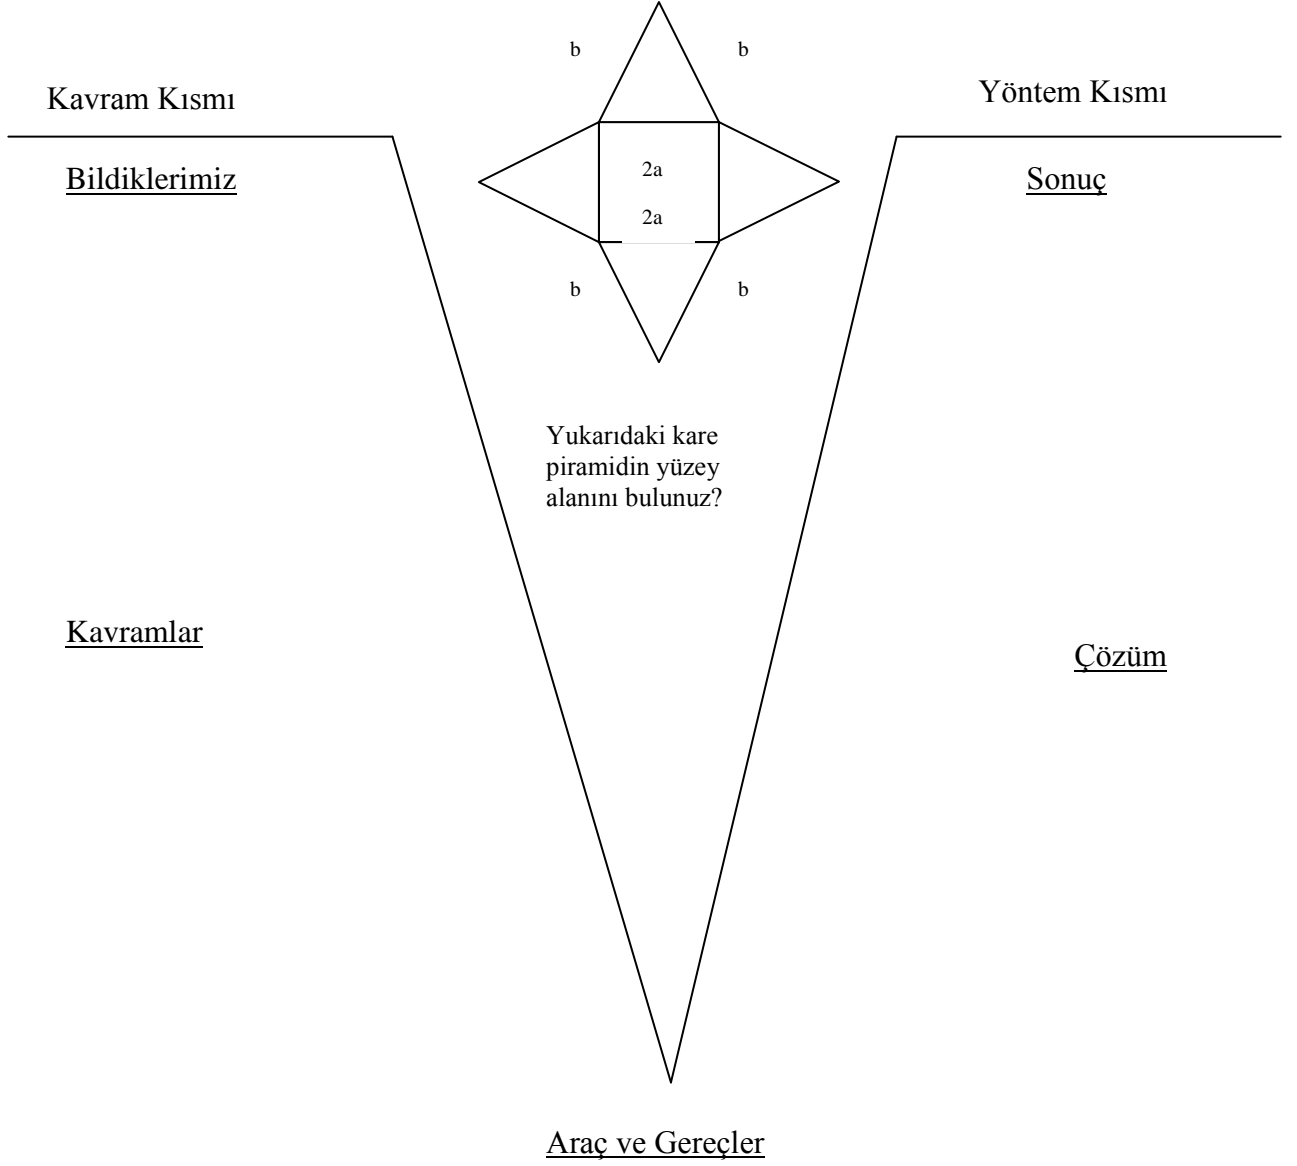 b
b
Kavram Kısmı
Yöntem Kısmı
Bildiklerimiz
2a
Sonuç
2a
b
b
Yukarıdaki kare
piramidin yüzey
alanını bulunuz?
Kavramlar
Çözüm
Araç ve Gereçler